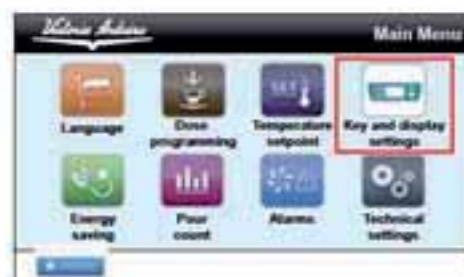 Victoria Arduino
Main Menu
Language
Dose
programming
Temperature
setpoint
Key and display
settings
Energy
saving
Pour
count
Alarms
Technical
settings